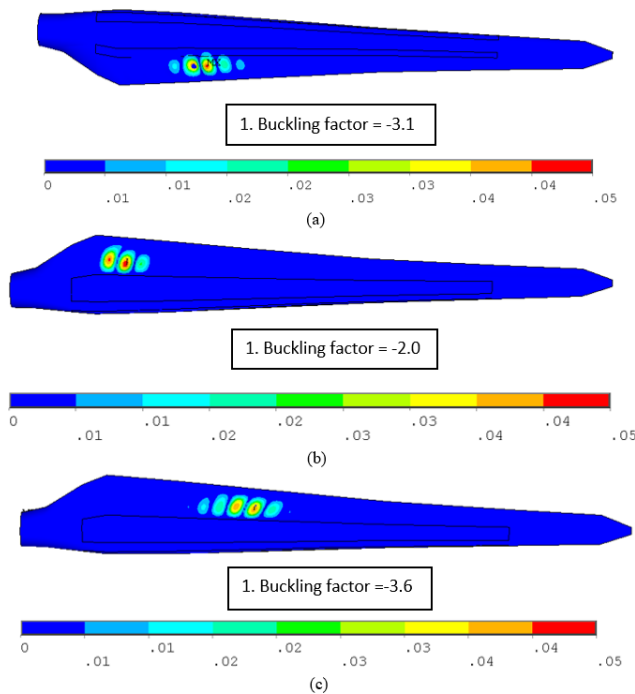 1. Buckling factor = -3.1
0 .01 .02 .03 .04
.01 .02 .03 .04 .05
(a)
1. Buckling factor = -2.0
0 .01 .02 .03 .04
.01 .02 .03 .04 .05
(b)
1. Buckling factor =-3.6
0 .01 .02 .03 .04
.01 .02 .03 .04 .05
(c)